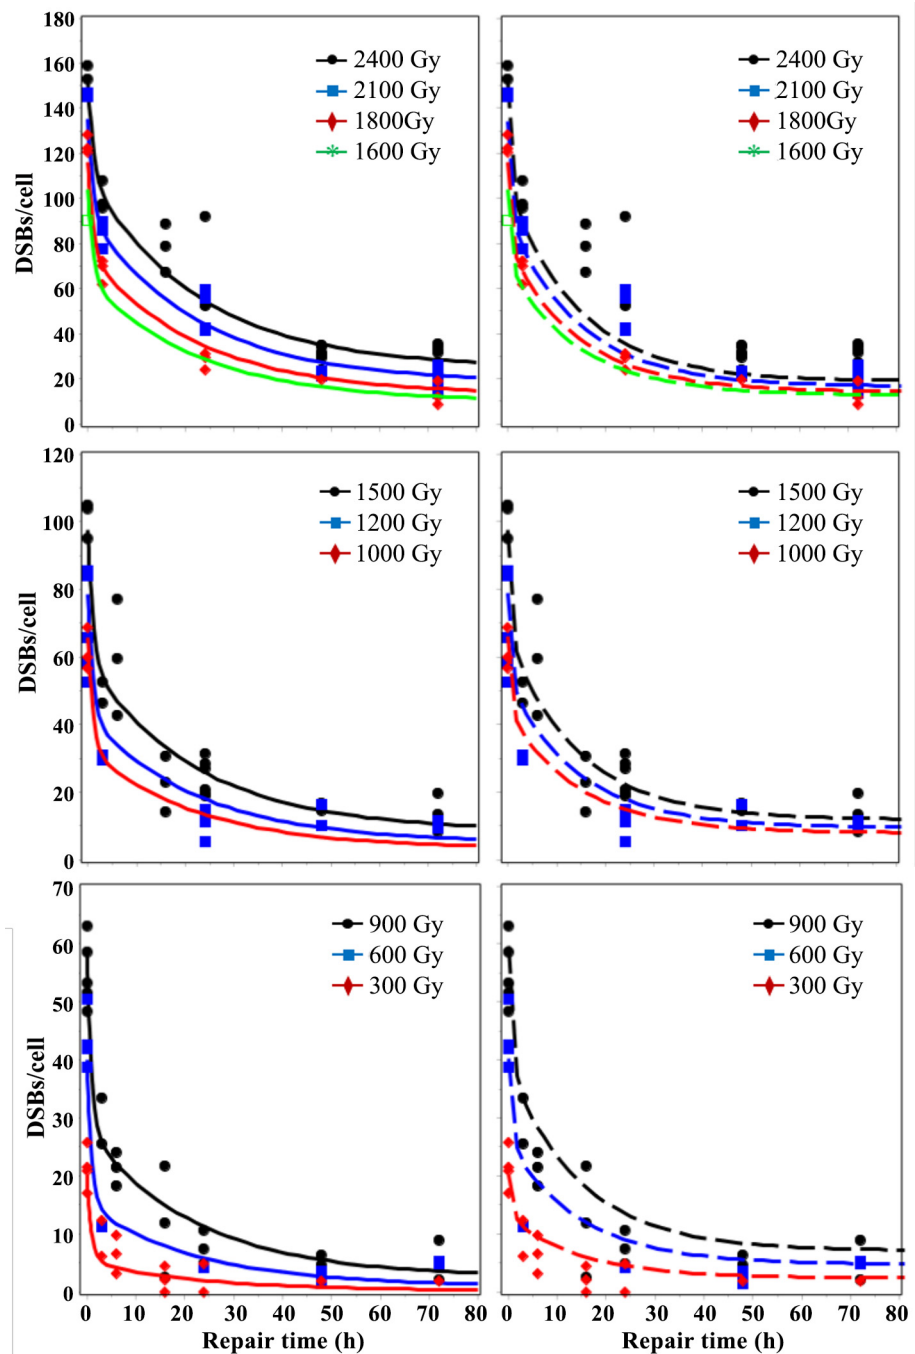 180
160
140
120
100
80
60
40
20
0
DSBs/cell
2400 Gy
2100 Gy
1800Gy
1600 Gy
2400 Gy
2100 Gy
1800Gy
1600 Gy
120
100
80
60
40
20
0
DSBs/cell
1500 Gy
1200 Gy
1000 Gy
1500 Gy
1200 Gy
1000 Gy
70
60
50
40
30
20
10
0
DSBs/cell
900 Gy
600 Gy
300 Gy
900 Gy
600 Gy
300 Gy
0 10 20 30 40 50 60 70 80
0 10 20 30 40 50 60 70 80
Repair time (h)
Repair time (h)